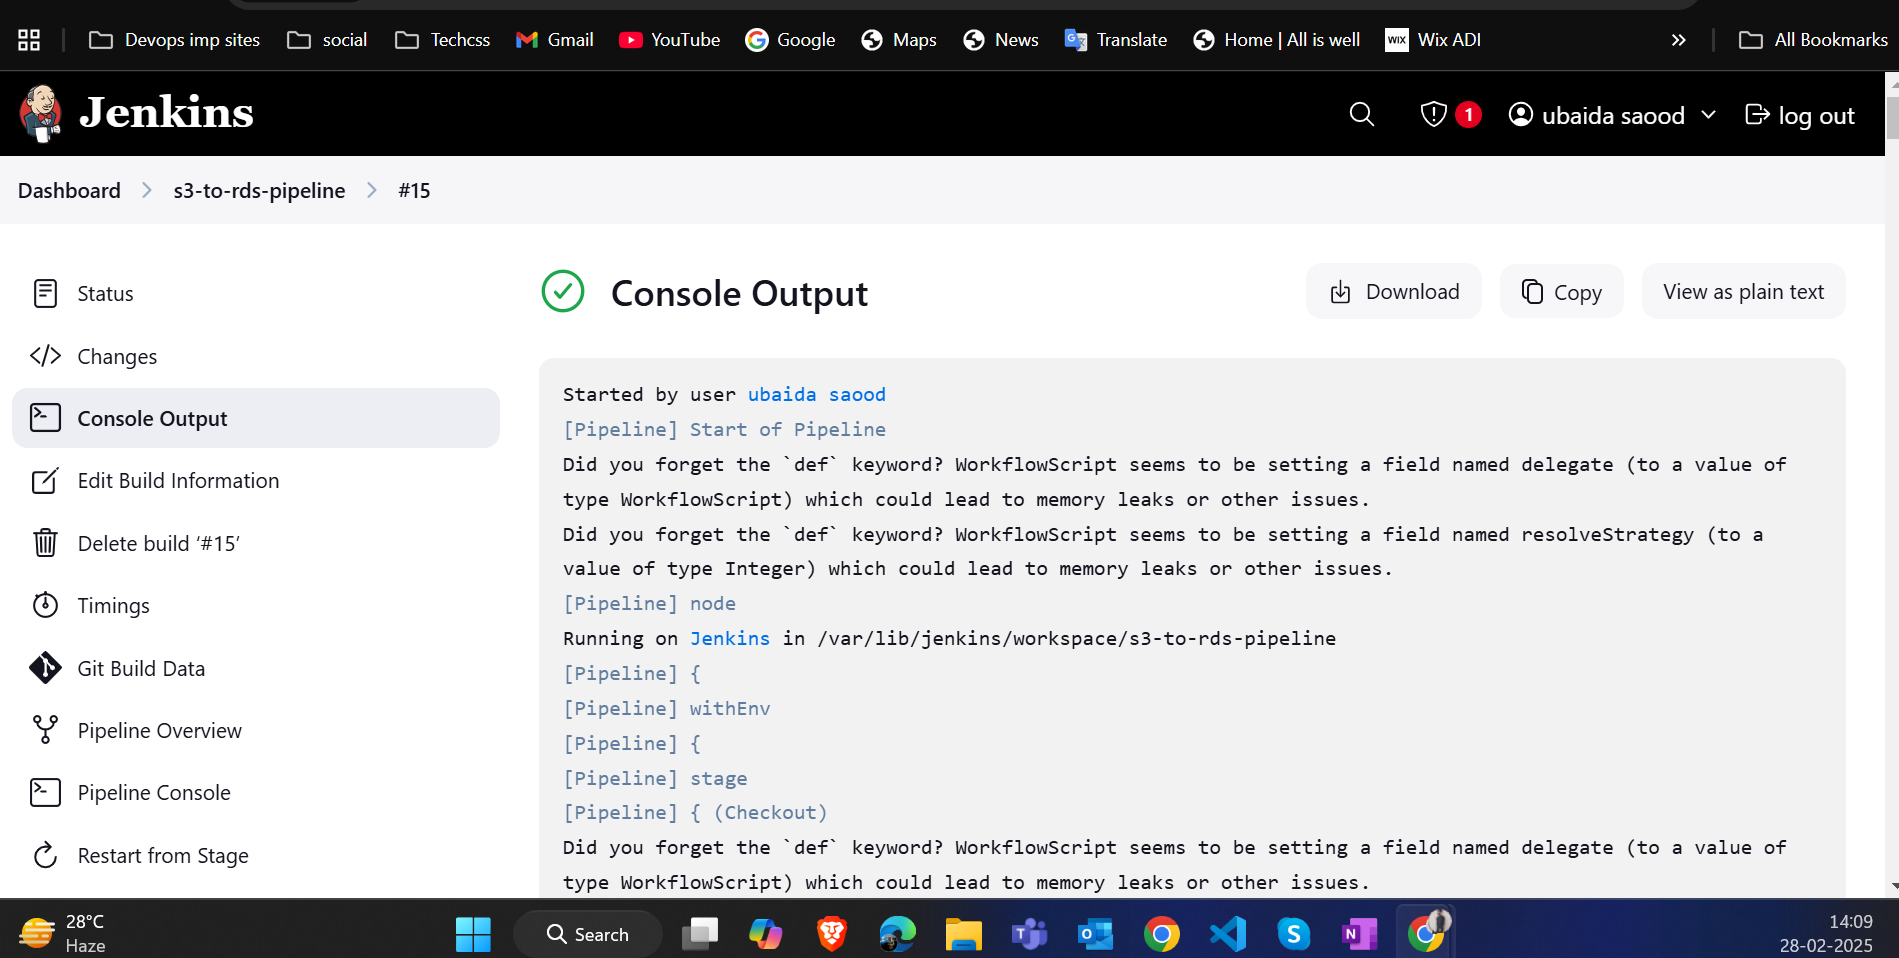 Devops imp sites social Techcss Gmail YouTube Google Maps News Translate Home | All is well WIX Wix ADI » All Bookmarks
Jenkins 1 ubaida saood log out
Dashboard s3-to-rds-pipeline #15
Status
Changes
Console Output
Edit Build Information
Delete build ‘#15’
Timings
Git Build Data
Pipeline Overview
Pipeline Console
Restart from Stage
Console Output Download Copy View as plain text
Started by user ubaida saood
[Pipeline] Start of Pipeline
Did you forget the `def` keyword? WorkflowScript seems to be setting a field named delegate (to a value of
type WorkflowScript) which could lead to memory leaks or other issues.
Did you forget the `def` keyword? WorkflowScript seems to be setting a field named resolveStrategy (to a
value of type Integer) which could lead to memory leaks or other issues.
[Pipeline] node
Running on Jenkins in /var/lib/jenkins/workspace/s3-to-rds-pipeline
[Pipeline] {
[Pipeline] withEnv
[Pipeline] {
[Pipeline] stage
[Pipeline] { (Checkout)
Did you forget the `def` keyword? WorkflowScript seems to be setting a field named delegate (to a value of
type WorkflowScript) which could lead to memory leaks or other issues.
28°C
Haze
Search
14:09
28-02-2025